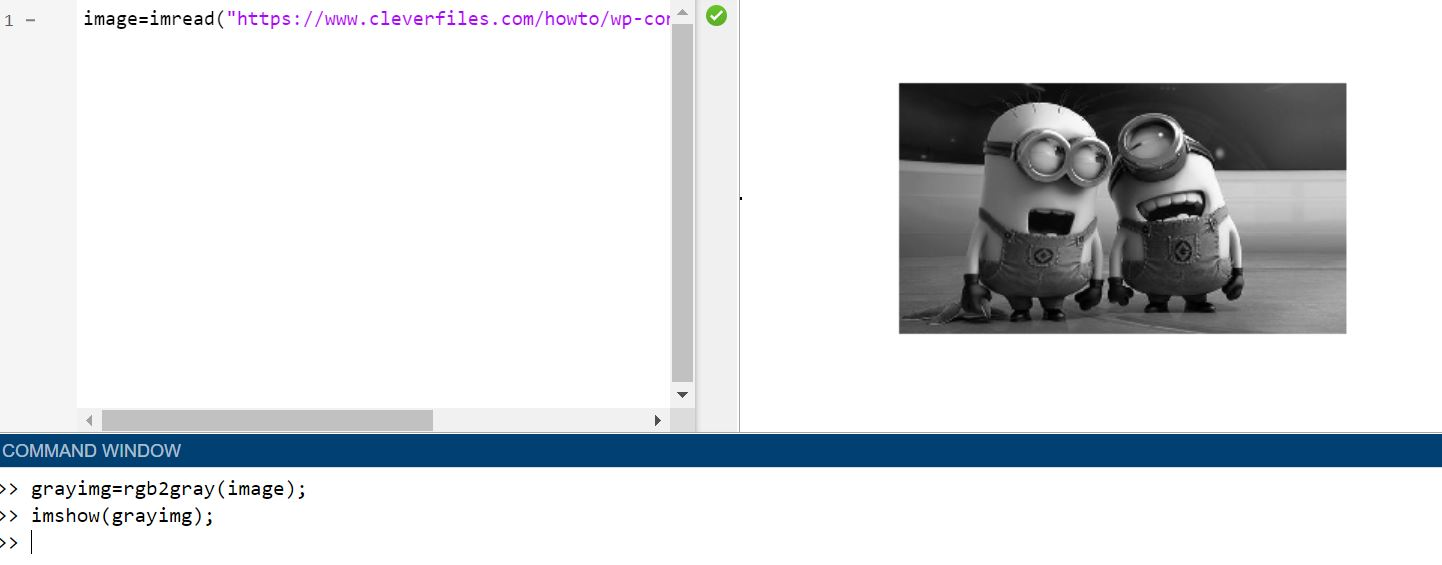 1
image=imread("https://www.cleverfiles.com/howto/wp-con
COMMAND WINDOW
>> grayimg=rgb2gray(image);
>> imshow(grayimg);
>>